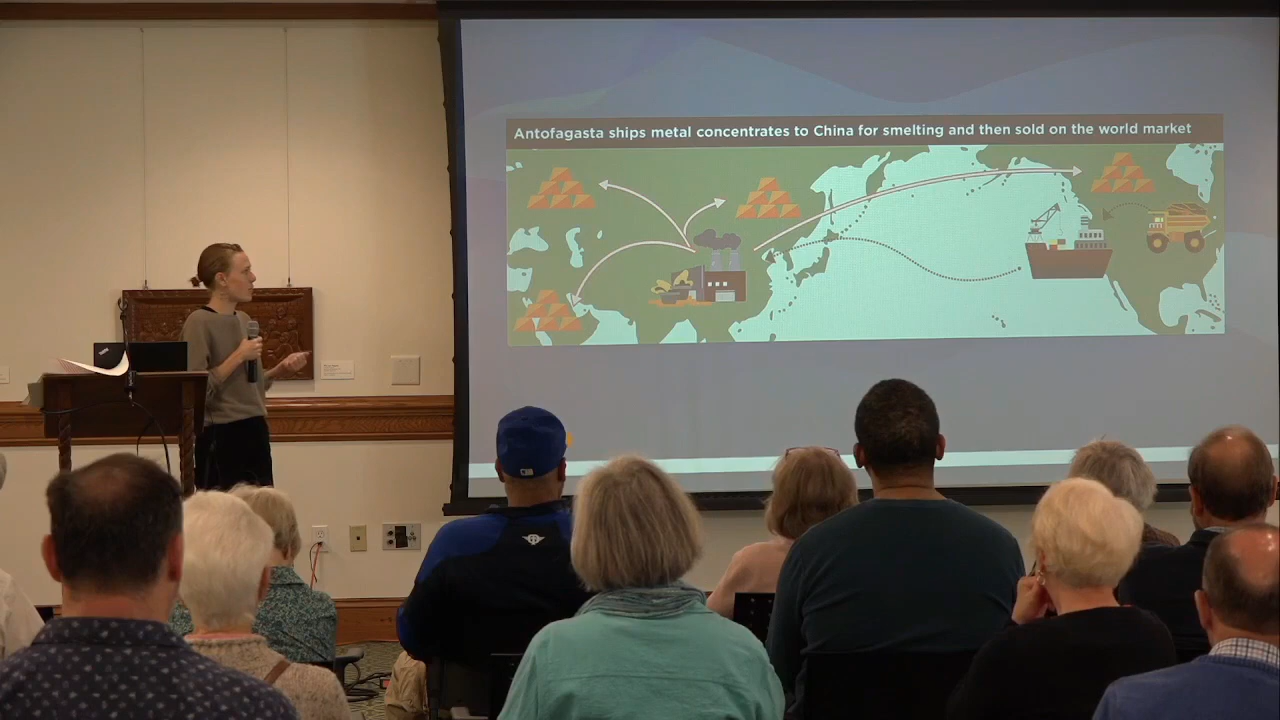 Antofagasta ships metal concentrates to China for smelting and then sold on the world market